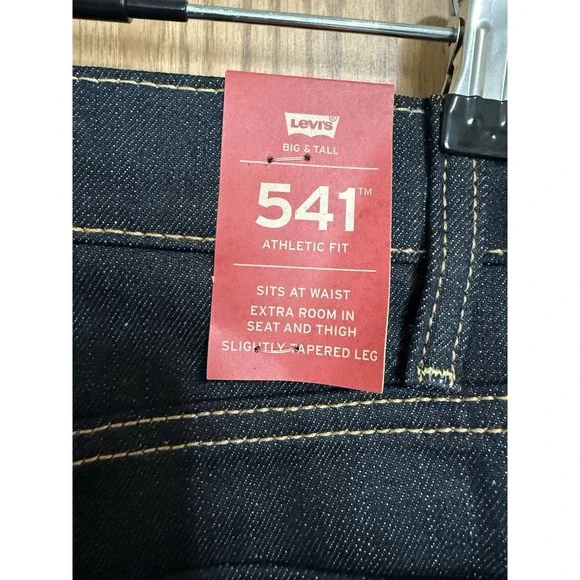 Levi's®
BIG & TALL
541™
ATHLETIC FIT
SITS AT WAIST
EXTRA ROOM IN
SEAT AND THIGH
SLIGHTLY TAPERED LEG